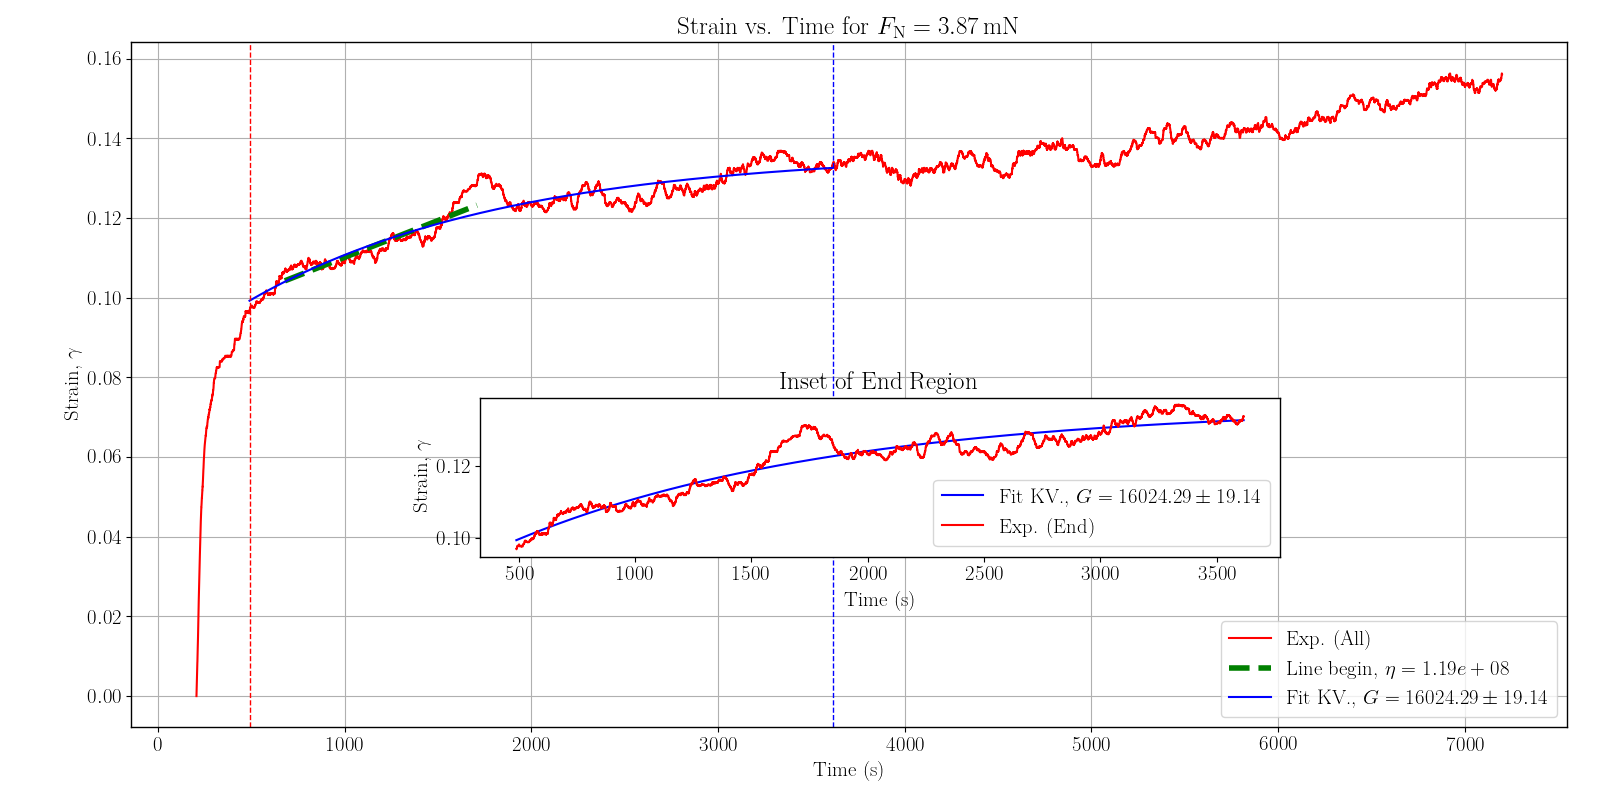 Strain vs. Time for F_N = 3.87 mN
0.16
0.14
0.12
0.10
0.08
0.06
0.04
0.02
0.00
Strain, γ
0 1000 2000 3000 4000 5000 6000 7000
Time (s)
Inset of End Region
Strain, γ
0.12
0.10
500 1000 1500 2000 2500 3000 3500
Time (s)
Fit KV., G = 16024.29 ± 19.14
Exp. (End)
Exp. (All)
Line begin, η = 1.19e + 08
Fit KV., G = 16024.29 ± 19.14